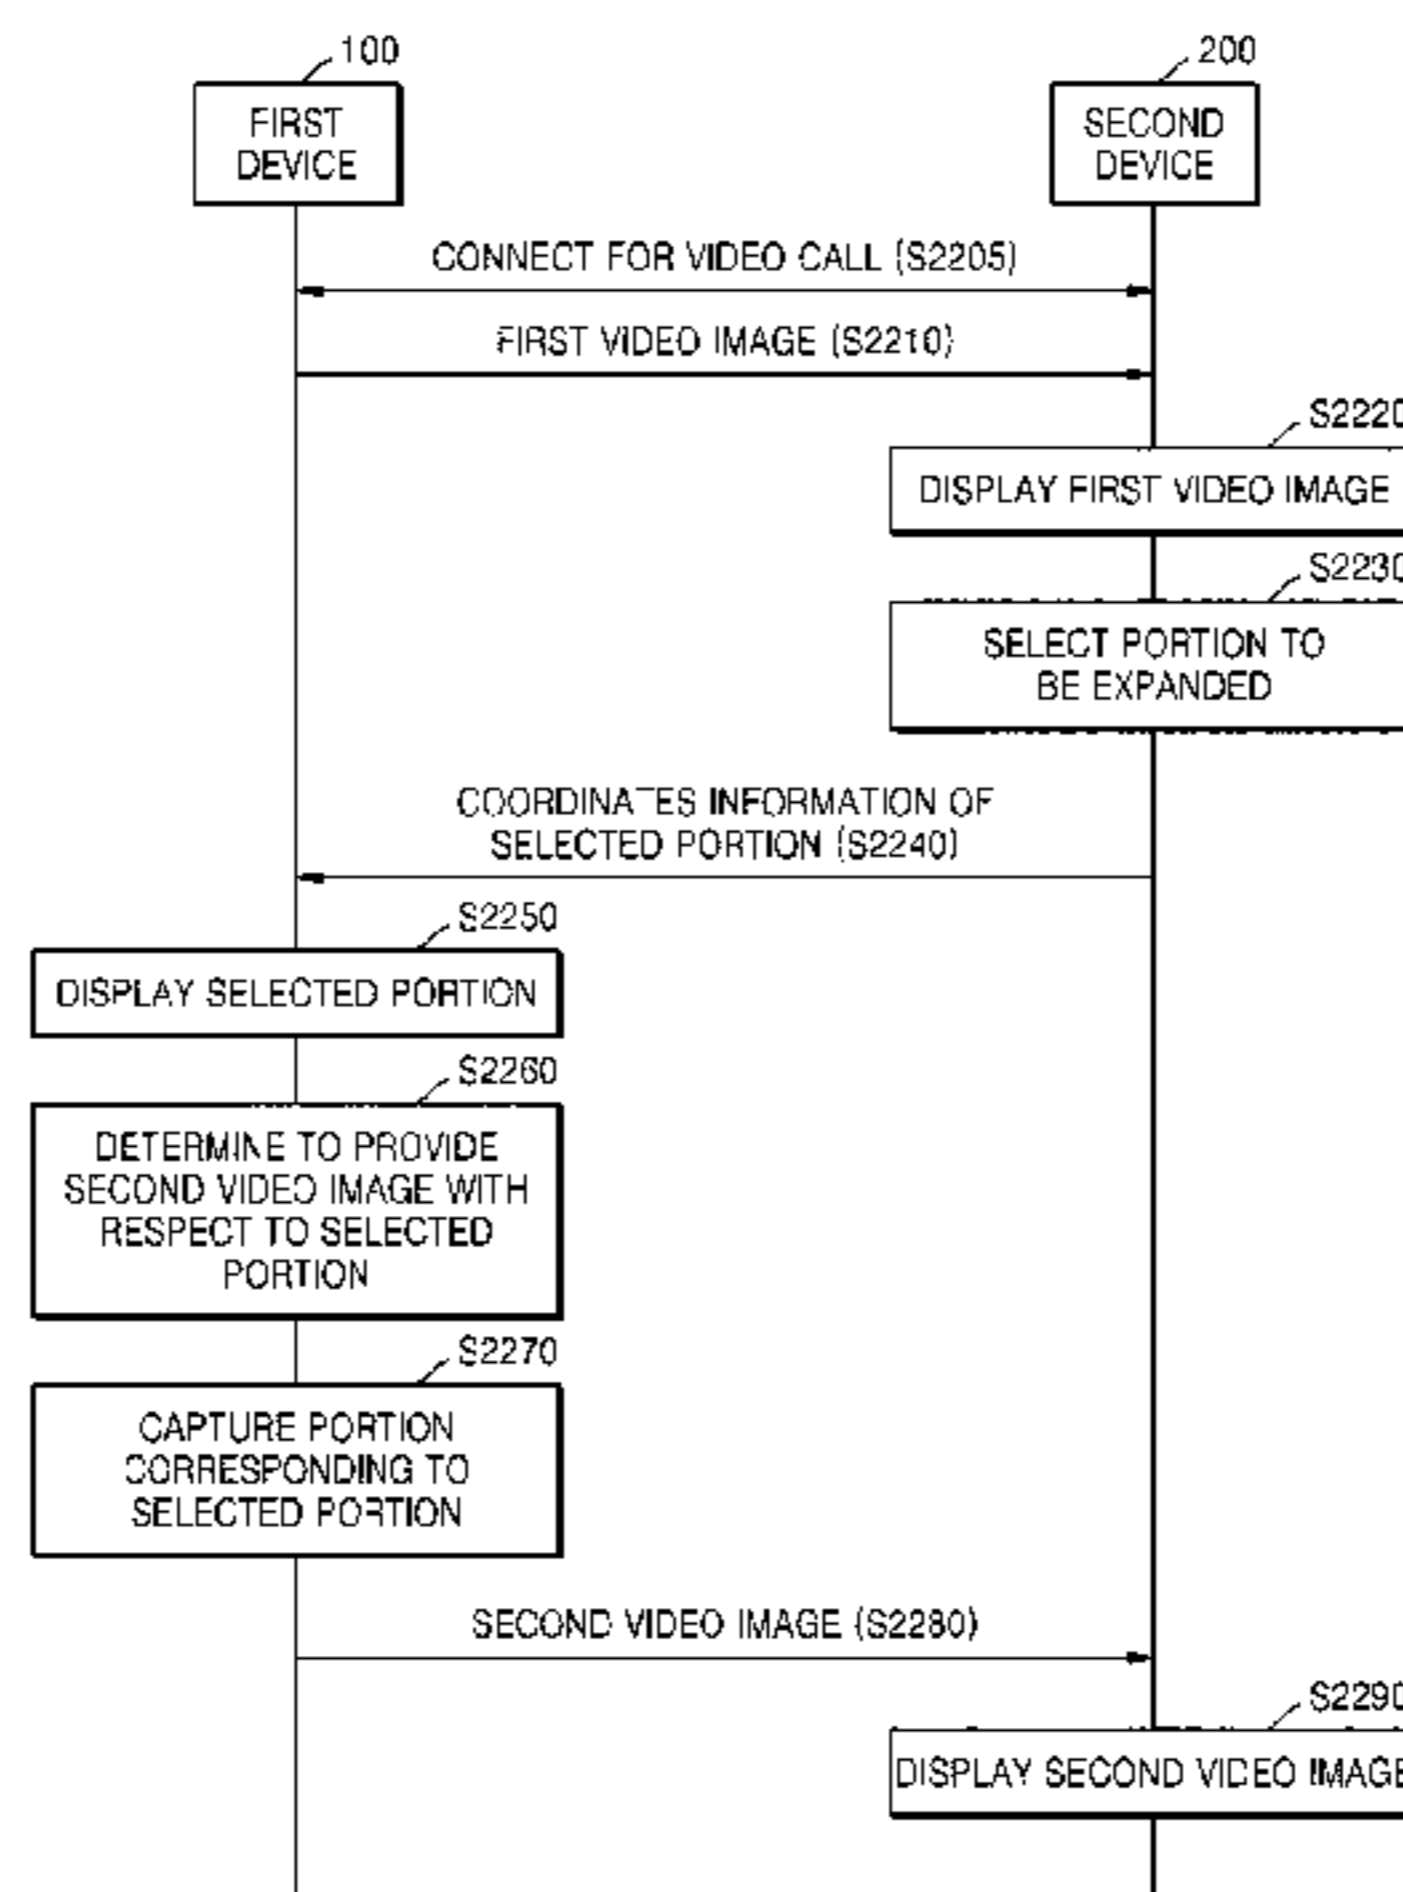 100
200
FIRST
DEVICE
SECOND
DEVICE
CONNECT FOR VIDEO CALL (S2205)
FIRST VIDEO IMAGE (S2210)
S2220
DISPLAY FIRST VIDEO IMAGE
S2230
SELECT PORTION TO
BE EXPANDED
COORDINATES INFORMATION OF
SELECTED PORTION (S2240)
S2250
DISPLAY SELECTED PORTION
S2260
DETERMINE TO PROVIDE
SECOND VIDEO IMAGE WITH
RESPECT TO SELECTED
PORTION
S2270
CAPTURE PORTION
CORRESPONDING TO
SELECTED PORTION
SECOND VIDEO IMAGE (S2280)
S2290
DISPLAY SECOND VIDEO IMAGE